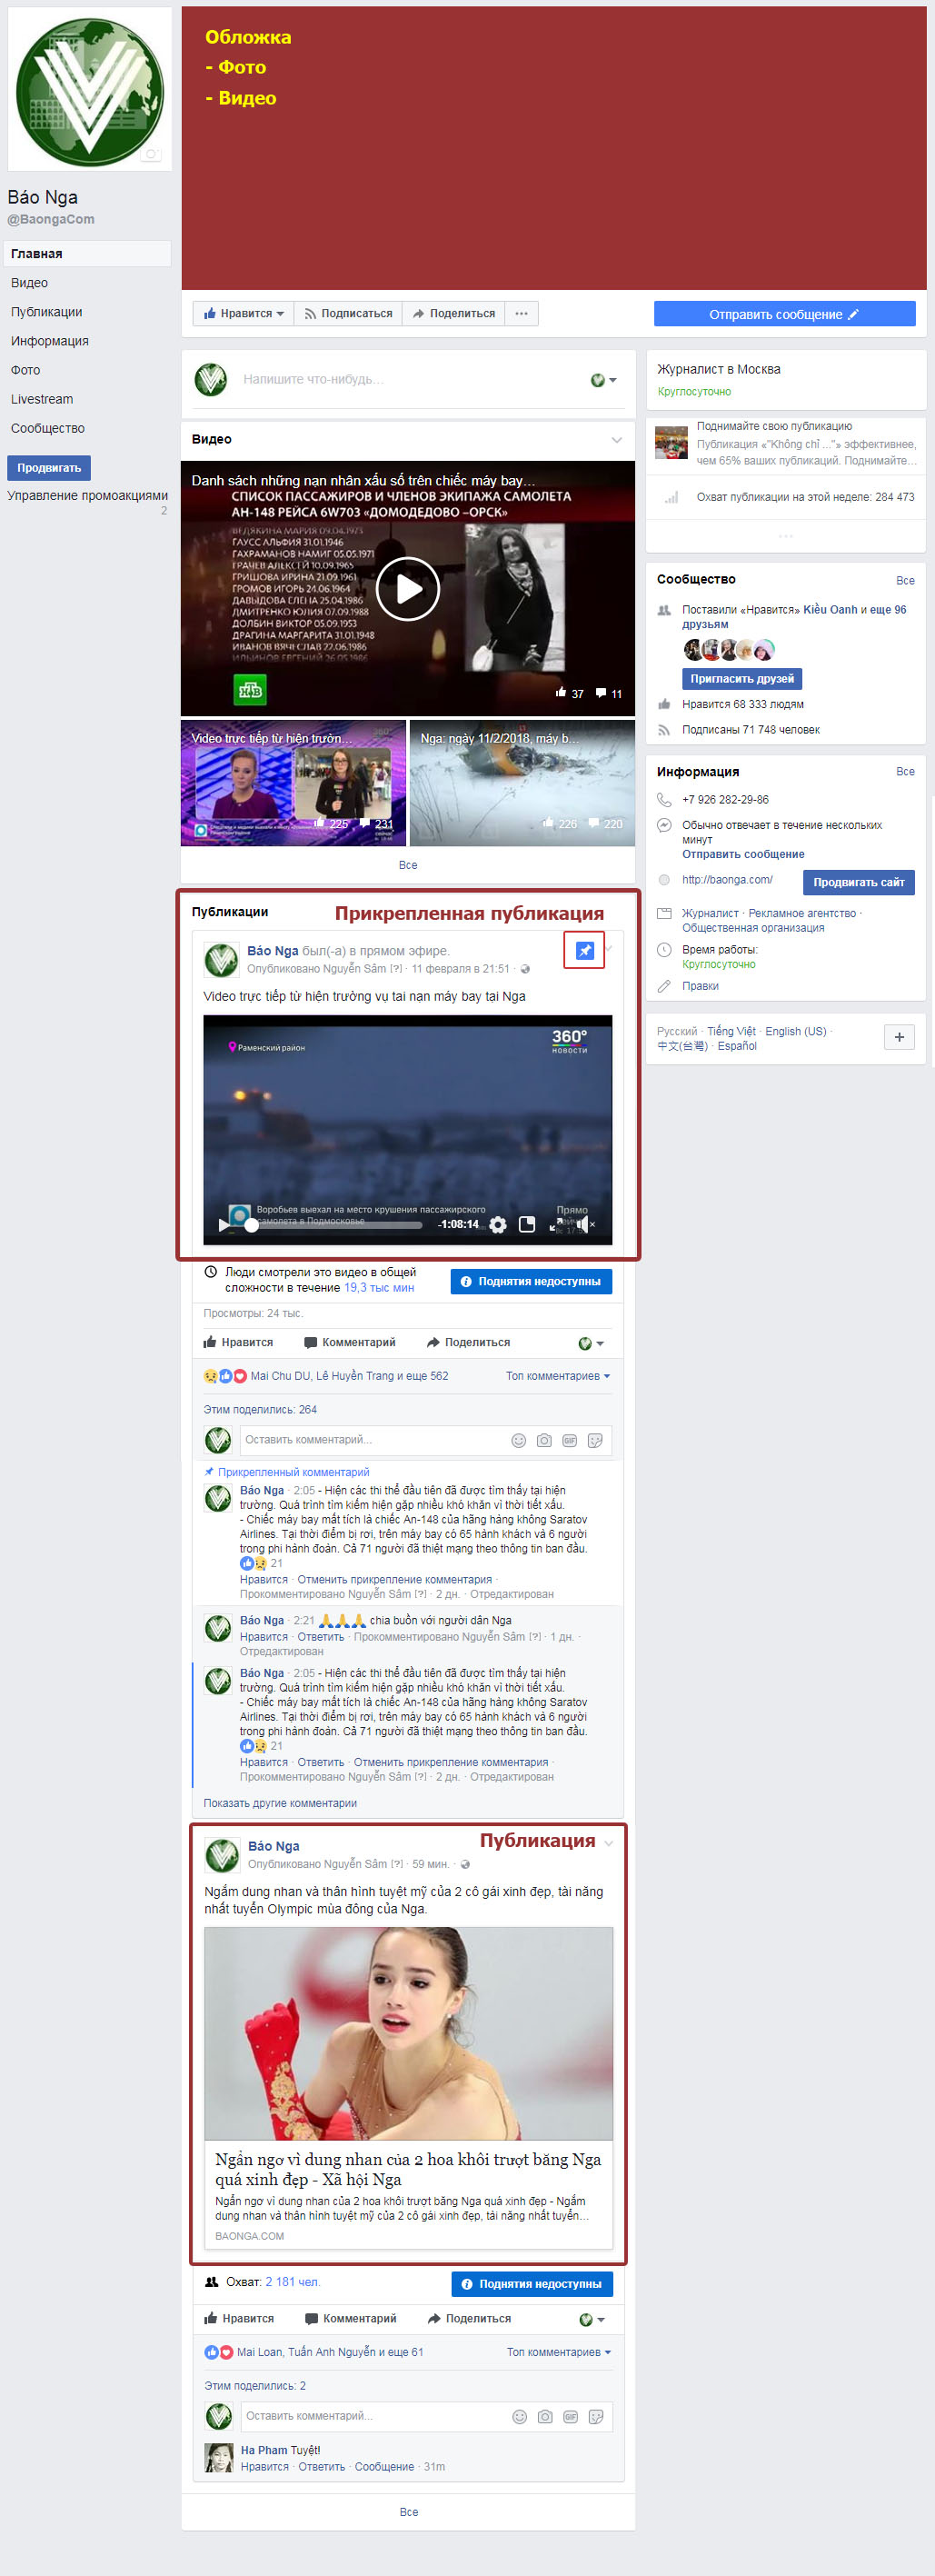 Обложка
- Фото
- Видео
Báo Nga
@BaongaCom
Главная
Видео
Публикации
Информация
Фото
Livestream
Сообщество
Продвигать
Управление промоакциями
2
Нравится
Подписаться
Поделиться
Отправить сообщение
Напишите что-нибудь...
Видео
Danh sách những nạn nhân xấu số trên chiếc máy bay...
СПИСОК ПАССАЖИРОВ И ЧЛЕНОВ ЭКИПАЖА САМОЛЕТА
АН-148 РЕЙСА 6W703 «ДОМОДЕДОВО –ОРСК»
ВЕДЯКИНА МАРИЯ 09.04.1973
ГАУСС АЛЬФИЯ 31.01.1946
ГАХРАМАНОВ НАМИГ 05.05.1971
ГРАЧЕВ АЛЕКСЕЙ 10.09.1965
ГРИШОВА ИРИНА 21.09.1961
ГРОМОВ ИГОРЬ 24.06.1964
ДАВЫДОВА ЕЛЕНА 25.04.1986
ДМИТРЕНКО ЮЛИЯ 07.09.1988
ДОЛБИН ВИКТОР 05.09.1953
ДРАГИНА МАРГАРИТА 31.01.1948
ИВАНОВ ВЯЧЕСЛАВ 22.06.1986
ИЛЬИНОВ ЕВГЕНИЙ 26.05.1986
НТВ
37
11
Video trực tiếp từ hiện trườn...
225
231
Nga: ngày 11/2/2018, máy b...
226
220
Все
Публикации
Прикрепленная публикация
Báo Nga был(-а) в прямом эфире.
Опубликовано Nguyễn Sâm [?] · 11 февраля в 21:51 ·
Video trực tiếp từ hiện trường vụ tai nạn máy bay tại Nga
Раменский район
360°
НОВОСТИ
Воробьев выехал на место крушения пассажирского
самолета в Подмосковье
Прямо
-1:08:14
Люди смотрели это видео в общей
сложности в течение 19,3 тыс мин
Поднятия недоступны
Просмотры: 24 тыс.
Нравится
Комментарий
Поделиться
Mai Chu DU, Lê Huyền Trang и еще 562
Топ комментариев
Этим поделились: 264
Оставить комментарий...
GIF
Прикрепленный комментарий
Báo Nga · 2:05 - Hiện các thi thể đầu tiên đã được tìm thấy tại hiện
trường. Quá trình tìm kiếm hiện gặp nhiều khó khăn vì thời tiết xấu.
- Chiếc máy bay mất tích là chiếc An-148 của hãng hàng không Saratov
Airlines. Tại thời điểm bị rơi, trên máy bay có 65 hành khách và 6 người
trong phi hành đoàn. Cả 71 người đã thiệt mạng theo thông tin ban đầu.
21
Нравится · Отменить прикрепление комментария ·
Прокомментировано Nguyễn Sâm [?] · 2 дн. · Отредактирован
Báo Nga · 2:21 🙏🙏🙏 chia buồn với người dân Nga
Нравится · Ответить · Прокомментировано Nguyễn Sâm [?] · 1 дн. ·
Отредактирован
Báo Nga · 2:05 - Hiện các thi thể đầu tiên đã được tìm thấy tại hiện
trường. Quá trình tìm kiếm hiện gặp nhiều khó khăn vì thời tiết xấu.
- Chiếc máy bay mất tích là chiếc An-148 của hãng hàng không Saratov
Airlines. Tại thời điểm bị rơi, trên máy bay có 65 hành khách và 6 người
trong phi hành đoàn. Cả 71 người đã thiệt mạng theo thông tin ban đầu.
21
Нравится · Ответить · Отменить прикрепление комментария ·
Прокомментировано Nguyễn Sâm [?] · 2 дн. · Отредактирован
Показать другие комментарии
Публикация
Báo Nga
Опубликовано Nguyễn Sâm [?] · 59 мин. ·
Ngắm dung nhan và thân hình tuyệt mỹ của 2 cô gái xinh đẹp, tài năng
nhất tuyển Olympic mùa đông của Nga.
Ngẩn ngơ vì dung nhan của 2 hoa khôi trượt băng Nga
quá xinh đẹp - Xã hội Nga
Ngẩn ngơ vì dung nhan của 2 hoa khôi trượt băng Nga quá xinh đẹp - Ngắm
dung nhan và thân hình tuyệt mỹ của 2 cô gái xinh đẹp, tài năng nhất tuyển...
BAONGA.COM
Охват: 2 181 чел.
Поднятия недоступны
Нравится
Комментарий
Поделиться
Mai Loan, Tuấn Anh Nguyễn и еще 61
Топ комментариев
Этим поделились: 2
Оставить комментарий...
GIF
Ha Pham Tuyệt!
Нравится · Ответить · Сообщение · 31m
Все
Журналист в Москва
Круглосуточно
Поднимайте свою публикацию
Публикация «"Không chỉ ..."» эффективнее,
чем 65% ваших публикаций. Поднимайте...
Охват публикации на этой неделе: 284 473
Сообщество
Все
Поставили «Нравится» Kiều Oanh и еще 96
друзьям
Пригласить друзей
Нравится 68 333 людям
Подписаны 71 748 человек
Информация
Все
+7 926 282-29-86
Обычно отвечает в течение нескольких
минут
Отправить сообщение
http://baonga.com/
Продвигать сайт
Журналист · Рекламное агентство ·
Общественная организация
Время работы:
Круглосуточно
Правки
Русский · Tiếng Việt · English (US) ·
中文(台灣) · Español